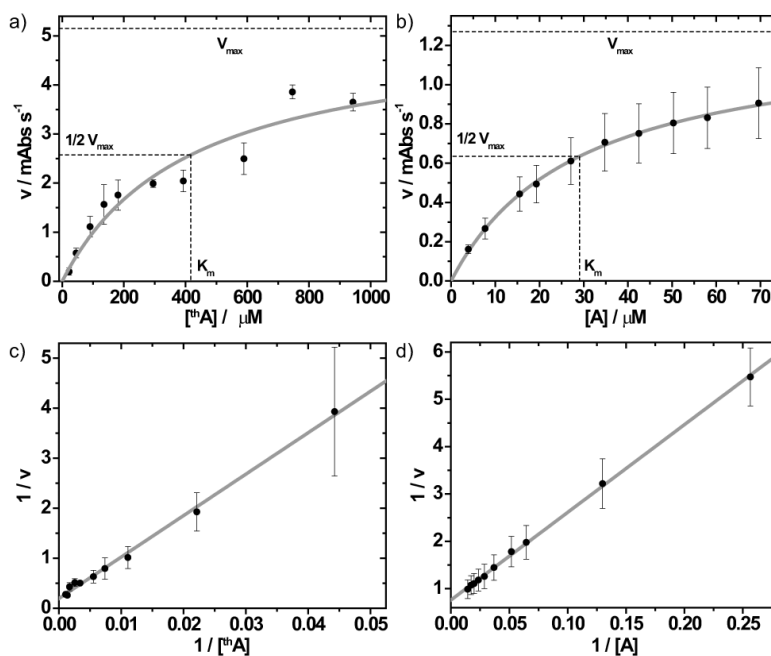 a)
V_max
1/2 V_max
K_m
v / mAbs s⁻¹
5
4
3
2
1
0
0 200 400 600 800 1000
[ᵗʰA] / μM
b)
V_max
1/2 V_max
K_m
v / mAbs s⁻¹
1.2
1.0
0.8
0.6
0.4
0.2
0.0
0 10 20 30 40 50 60 70
[A] / μM
c)
1 / v
5
4
3
2
1
0
0.00 0.01 0.02 0.03 0.04 0.05
1 / [ᵗʰA]
d)
1 / v
6
5
4
3
2
1
0.00 0.05 0.10 0.15 0.20 0.25
1 / [A]